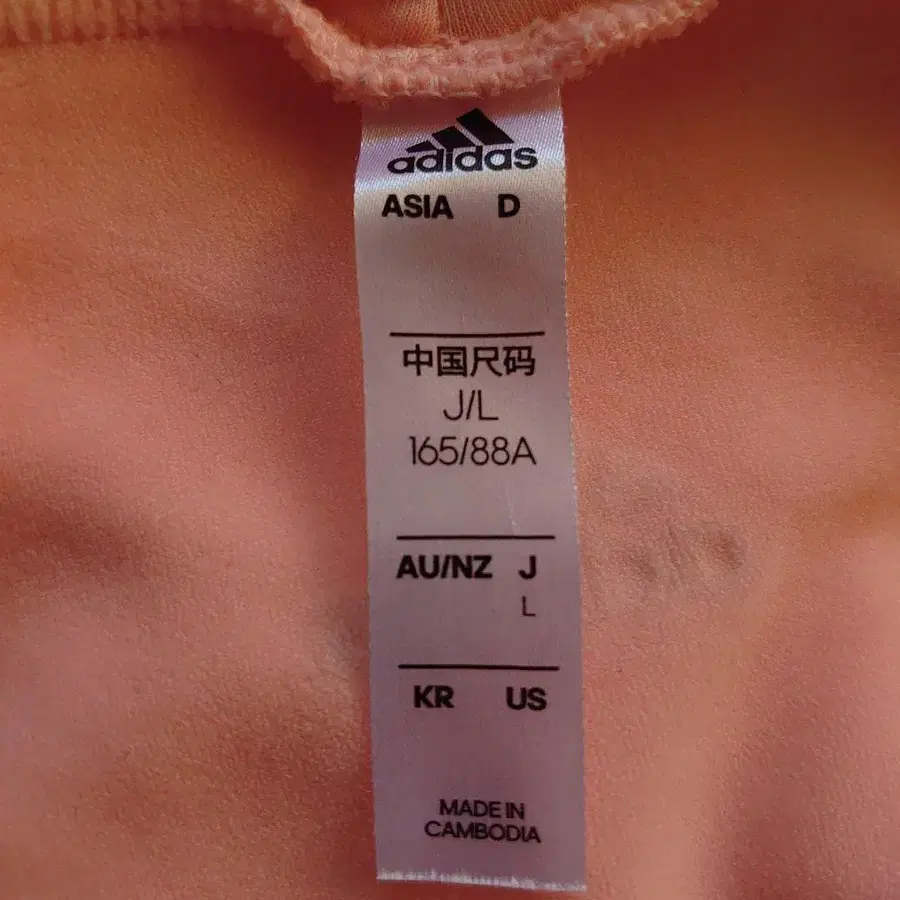 adidas
ASIA D
中国尺码
J/L
165/88A
AU/NZ J
L
KR US
MADE IN
CAMBODIA